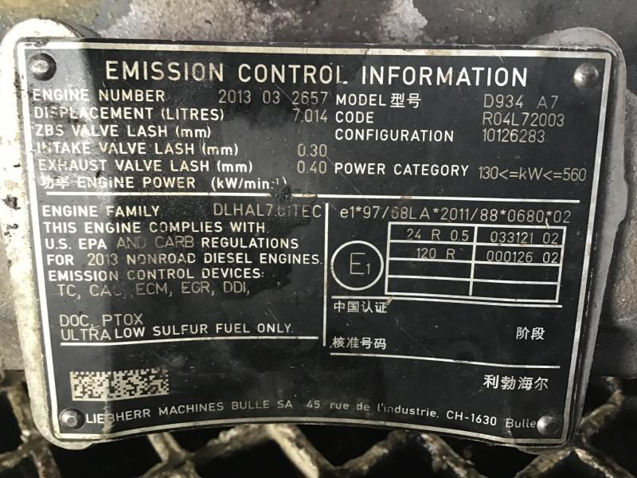 EMISSION CONTROL INFORMATION
ENGINE NUMBER 2013 03 2657
DISPLACEMENT (LITRES) 7.014
ZBS VALVE LASH (mm)
INTAKE VALVE LASH (mm) 0.30
EXHAUST VALVE LASH (mm) 0.40
功率 ENGINE POWER (kW/min-1)
MODEL 型号 D934 A7
CODE R04L72003
CONFIGURATION 10126283
POWER CATEGORY 130<=kW<=560
ENGINE FAMILY
THIS ENGINE COMPLIES WITH
U.S. EPA AND CARB REGULATIONS
FOR 2013 NONROAD DIESEL ENGINES.
EMISSION CONTROL DEVICES:
TC, CAC, ECM, EGR, DDI,
DOC, PTOX
ULTRA LOW SULFUR FUEL ONLY.
e1*97/68LA*2011/88*0680*02
24 R 05 033121 02
120 R 000126 02
E1
中国认证
阶段
核准号码
利勃海尔
LIEBHERR MACHINES BULLE SA 45, rue de l'industrie, CH-1630 Bulle